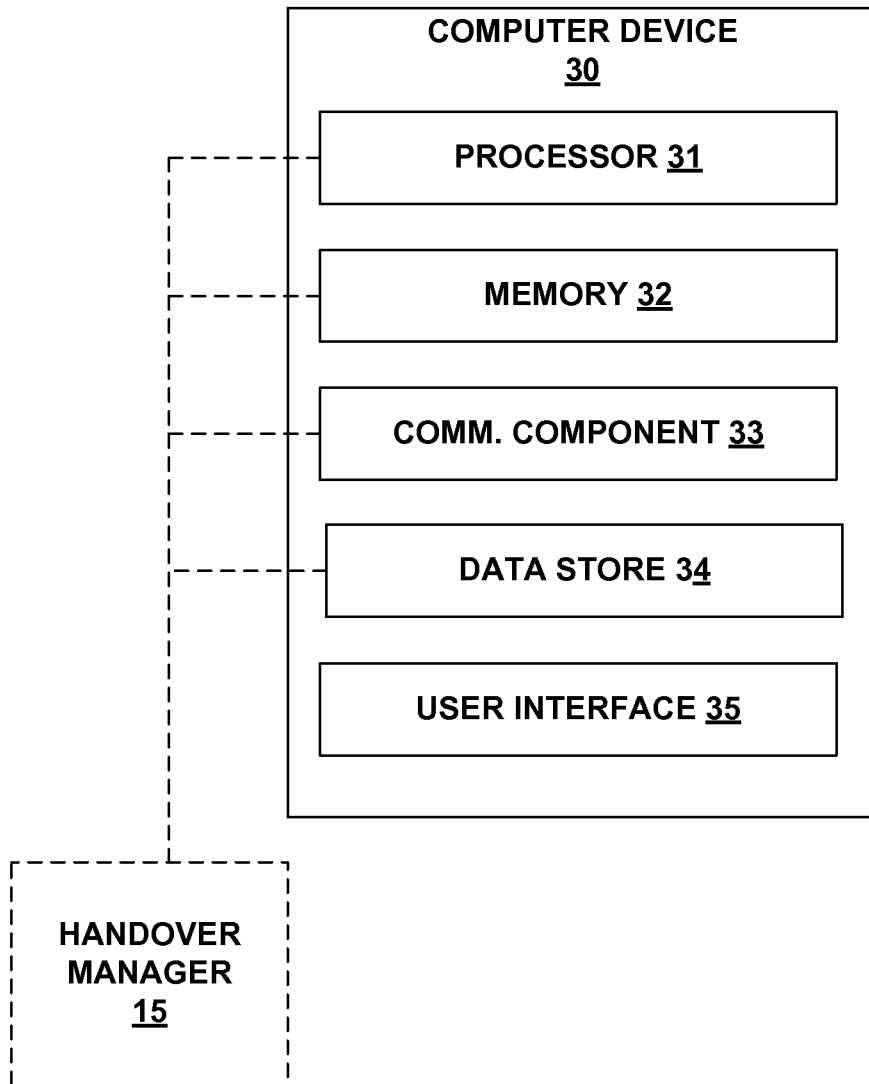 COMPUTER DEVICE
30
PROCESSOR 31
MEMORY 32
COMM. COMPONENT 33
DATA STORE 34
USER INTERFACE 35
HANDOVER
MANAGER
15